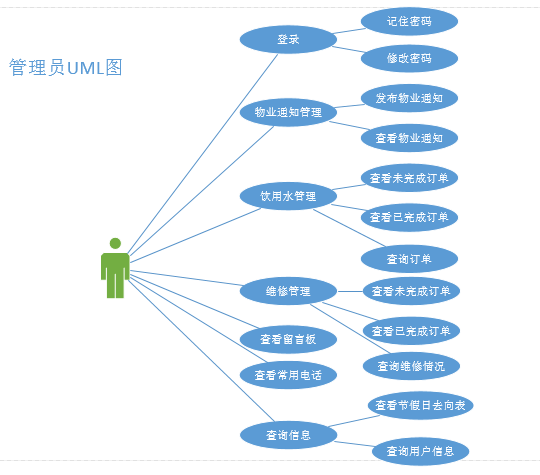 管理员UML图
登录
记住密码
修改密码
物业通知管理
发布物业通知
查看物业通知
饮用水管理
查看未完成订单
查看已完成订单
查询订单
维修管理
查看未完成订单
查看已完成订单
查询维修情况
查看留言板
查看常用电话
查询信息
查看节假日去向表
查询用户信息